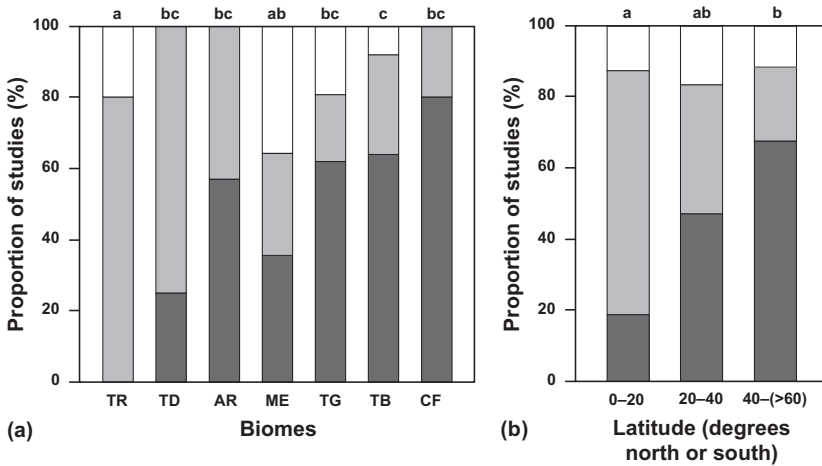 a bc bc ab bc c bc
100
80
60
40
20
0
Proportion of studies (%)
TR TD AR ME TG TB CF
(a) Biomes
a ab b
100
80
60
40
20
0
Proportion of studies (%)
0–20 20–40 40–(>60)
(b) Latitude (degrees
north or south)